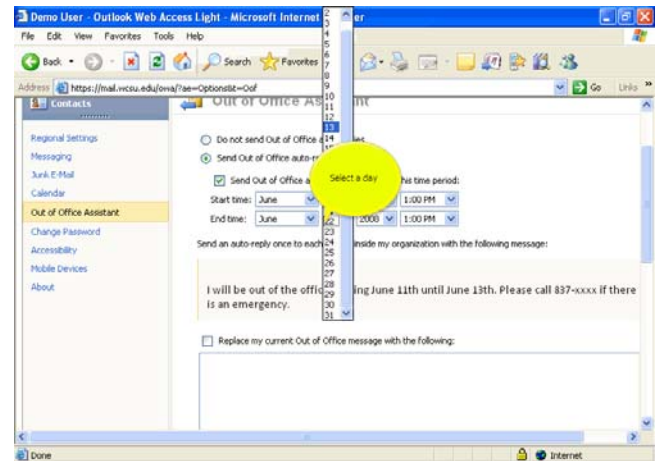 Demo User - Outlook Web Access Light - Microsoft Internet er
File Edit View Favorites Tools Help
Back Search Favorites
Address https://mail.wcsu.edu/owa/?ae=Options&t=Oof Go Links »
Contacts
Out of Office As nt
Regional Settings
Messaging
Junk E-Mail
Calendar
Out of Office Assistant
Change Password
Accessibility
Mobile Devices
About
Do not send Out of Office
Send Out of Office auto-re
Send Out of Office a his time period:
Start time: June 1:00 PM
End time: June 2008 1:00 PM
Send an auto-reply once to each inside my organization with the following message:
I will be out of the offic ng June 11th until June 13th. Please call 837-xxxx if there
is an emergency.
Replace my current Out of Office message with the following:
2
3
4
5
6
7
8
9
10
11
12
13
14
Select a day
22
23
24
25
26
27
28
29
30
31
Done Internet